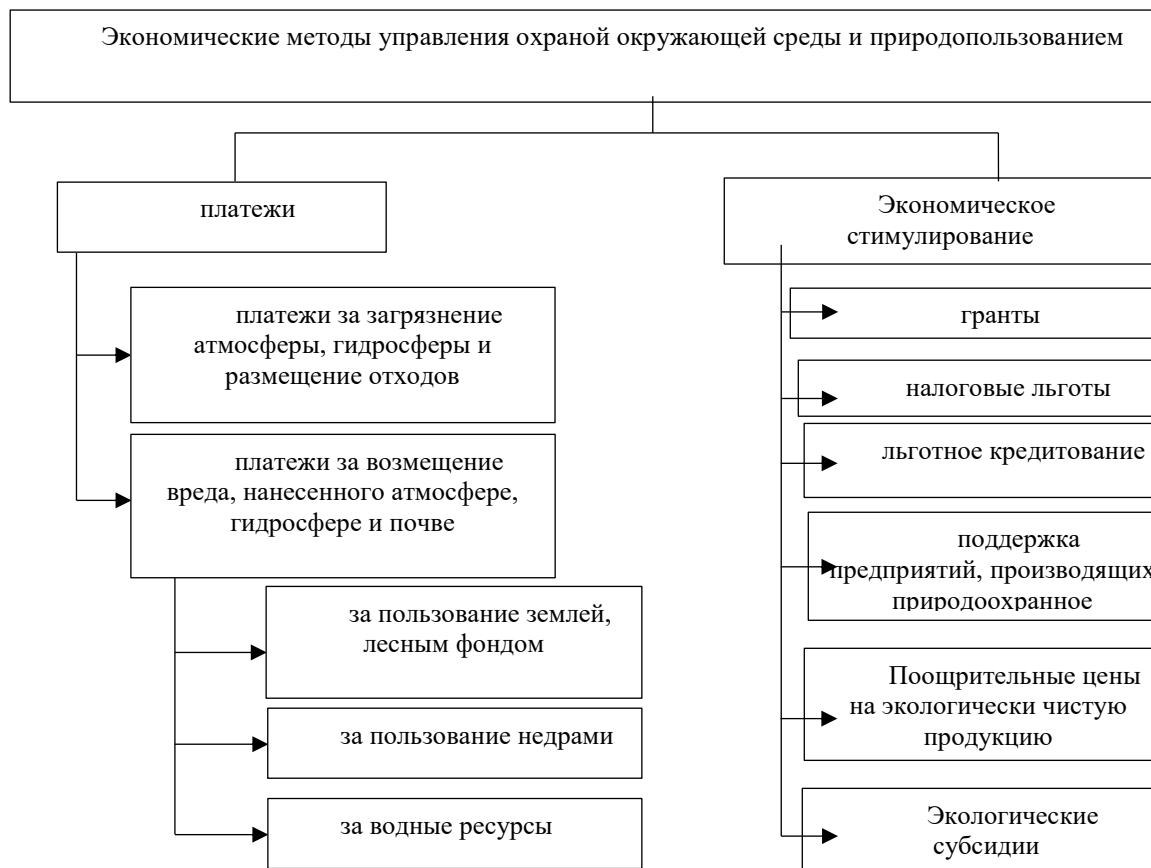 Экономические методы управления охраной окружающей среды и природопользованием
платежи
платежи за загрязнение
атмосферы, гидросферы и
размещение отходов
платежи за возмещение
вреда, нанесенного атмосфере,
гидросфере и почве
за пользование землей,
лесным фондом
за пользование недрами
за водные ресурсы
Экономическое
стимулирование
гранты
налоговые льготы
льготное кредитование
поддержка
предприятий, производящих
природоохранное
Поощрительные цены
на экологически чистую
продукцию
Экологические
субсидии